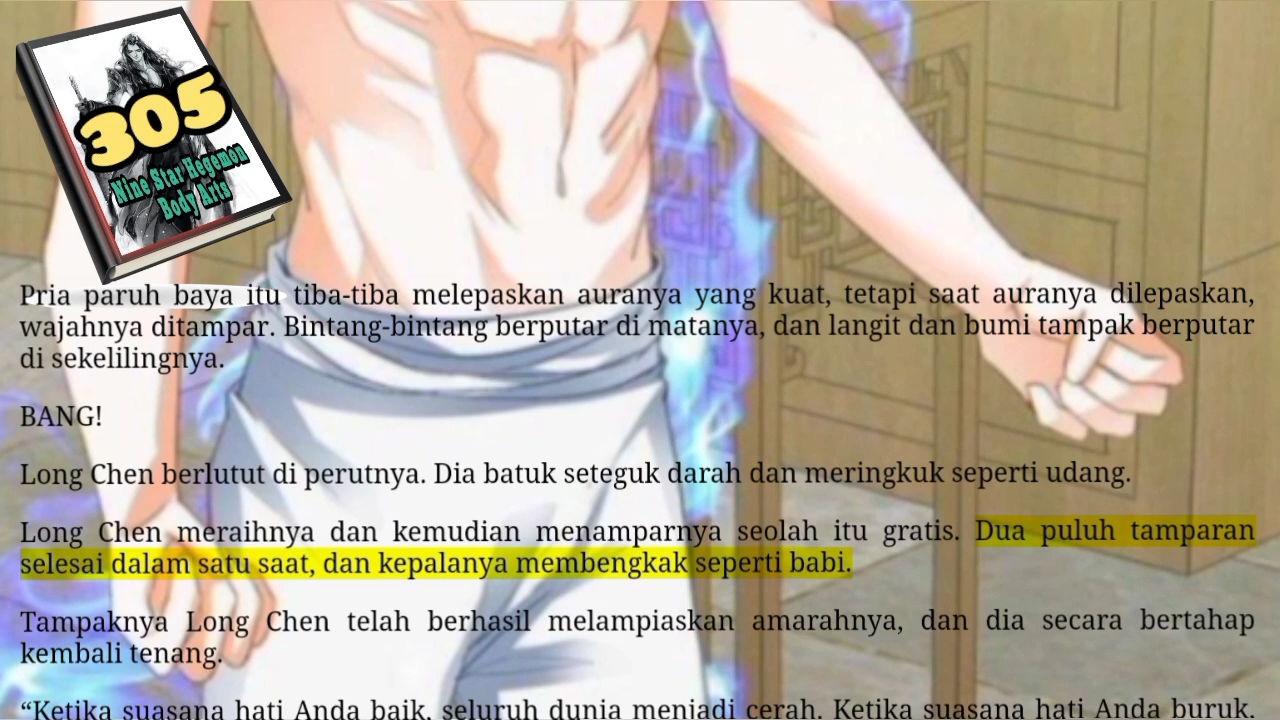 305
Nine Star Hegemon
Body Arts
Pria paruh baya itu tiba-tiba melepaskan auranya yang kuat, tetapi saat auranya dilepaskan,
wajahnya ditampar. Bintang-bintang berputar di matanya, dan langit dan bumi tampak berputar
di sekelilingnya.
BANG!
Long Chen berlutut di perutnya. Dia batuk seteguk darah dan meringkuk seperti udang.
Long Chen meraihnya dan kemudian menamparnya seolah itu gratis. Dua puluh tamparan
selesai dalam satu saat, dan kepalanya membengkak seperti babi.
Tampaknya Long Chen telah berhasil melampiaskan amarahnya, dan dia secara bertahap
kembali tenang.
“Ketika suasana hati Anda baik, seluruh dunia menjadi cerah. Ketika suasana hati Anda buruk,